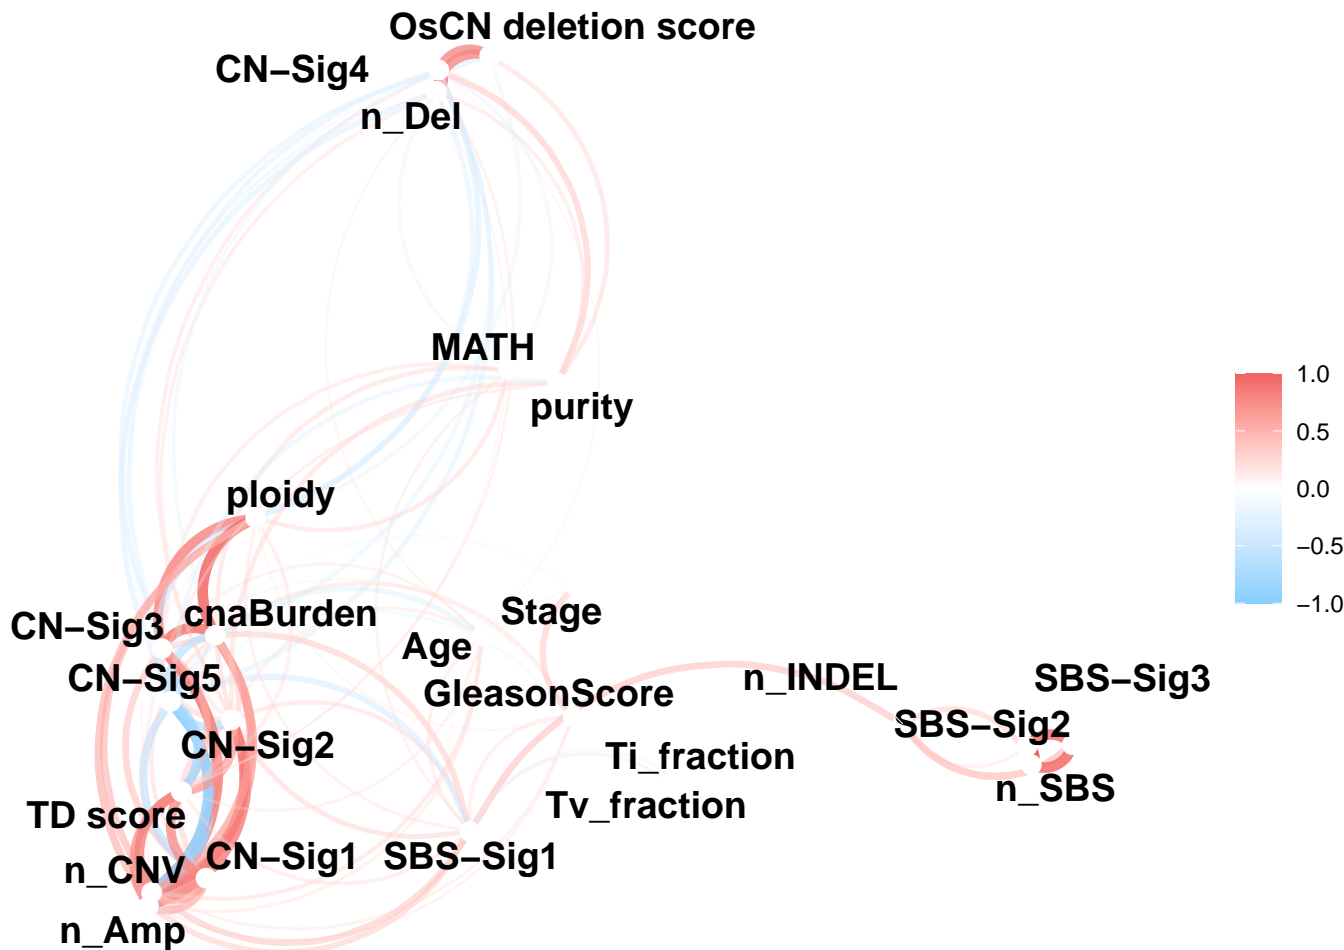 OsCN deletion score
CN−Sig4
n_Del
MATH
purity
1.0
0.5
0.0
−0.5
−1.0
ploidy
CN−Sig3
cnaBurden
Stage
Age
CN−Sig5
GleasonScore
n_INDEL
SBS−Sig3
SBS−Sig2
CN−Sig2
Ti_fraction
n_SBS
Tv_fraction
TD score
n_CNV
CN−Sig1
SBS−Sig1
n_Amp